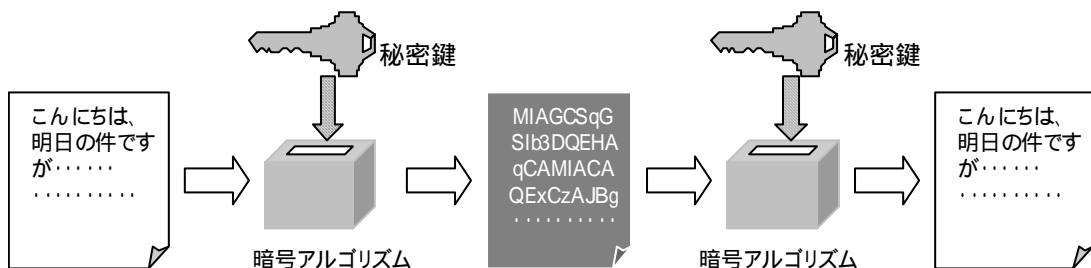 秘密鍵
秘密鍵
こんにちは、
明日の件です
が‥‥‥
‥‥‥‥‥
MIAGCSqG
SIb3DQEHA
qCAMIACA
QExCzAJBg
‥‥‥‥‥
こんにちは、
明日の件です
が‥‥‥
‥‥‥‥‥
暗号アルゴリズム
暗号アルゴリズム